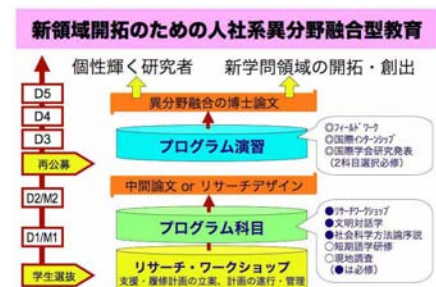 新領域開拓のための人社系異分野融合型教育
個性輝く研究者
新学問領域の開拓・創出
D5
異分野融合の博士論文
D4
D3
プログラム演習
◎フィールドワーク
◎国際インターンシップ
◎国際学会研究発表
(2科目選択必修)
再公募
中間論文 or リサーチデザイン
D2/M2
プログラム科目
●リサーチワークショップ
●文明対話学
●社会科学方法論序説
○短期語学研修
○現地調査
(●は必修)
D1/M1
リサーチ・ワークショップ
支援・履修計画の立案、計画の遂行・管理
学生選抜